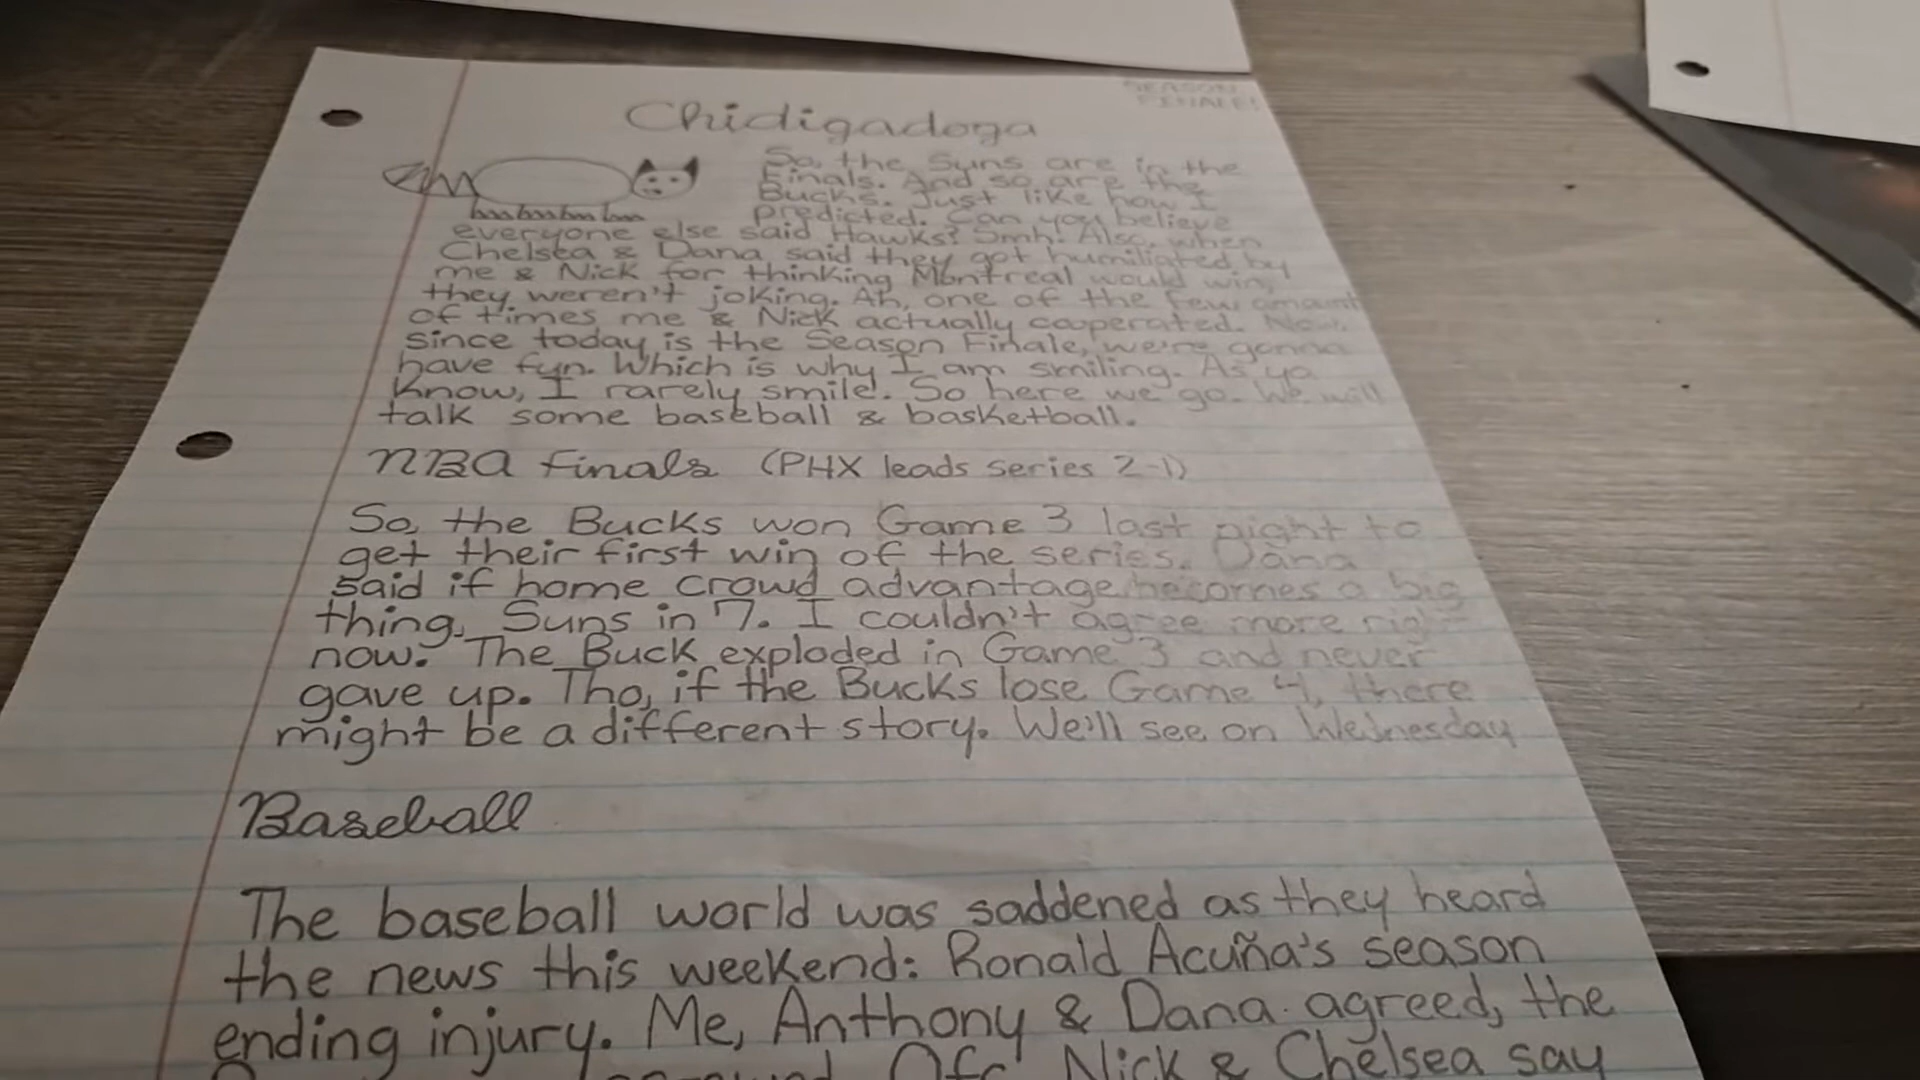 SEASON
FINALE!
Chidigadoga
So, the Suns are in the
Finals. And so are the
Bucks. Just like how I
predicted. Can you believe
everyone else said Hawks? Smh! Also, when
Chelsea & Dana said they got humiliated by
me & Nick for thinking Montreal would win,
they weren't joking. Ah, one of the few amount
of times me & Nick actually cooperated. Now,
since today is the Season Finale, we're gonna
have fun. Which is why I am smiling. As ya
know, I rarely smile. So here we go. We will
talk some baseball & basketball.
NBA Finals (PHX leads series 2-1)
So, the Bucks won Game 3 last night to
get their first win of the series. Dana
said if home crowd advantage becomes a big
thing, Suns in 7. I couldn't agree more right
now. The Buck exploded in Game 3 and never
gave up. Tho, if the Bucks lose Game 4, there
might be a different story. We'll see on Wednesday
Baseball
The baseball world was saddened as they heard
the news this weekend: Ronald Acuña's season
ending injury. Me, Anthony & Dana agreed, the
Nick & Chelsea say